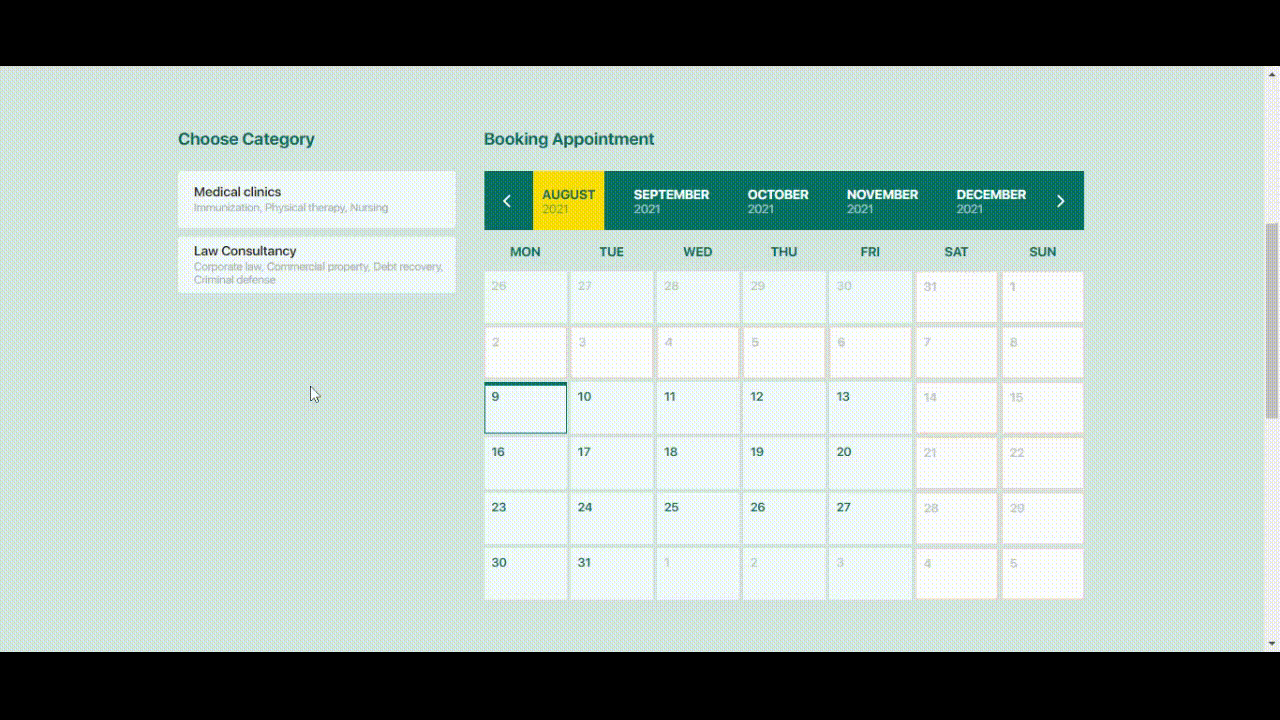 Choose Category
Booking Appointment
Medical clinics
Immunization, Physical therapy, Nursing
Law Consultancy
Corporate law, Commercial property, Debt recovery,
Criminal defense
AUGUST SEPTEMBER OCTOBER NOVEMBER DECEMBER
2021 2021 2021 2021 2021
MON TUE WED THU FRI SAT SUN
26 27 28 29 30 31 1
2 3 4 5 6 7 8
9 10 11 12 13 14 15
16 17 18 19 20 21 22
23 24 25 26 27 28 29
30 31 1 2 3 4 5